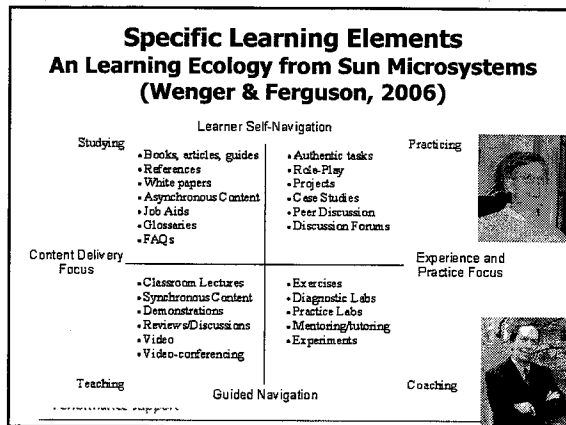 Specific Learning Elements
An Learning Ecology from Sun Microsystems
(Wenger & Ferguson, 2006)
Learner Self-Navigation
Studying
• Books, articles, guides
• References
• White papers
• Asynchronous Content
• Job Aids
• Glossaries
• FAQs
Practicing
• Authentic tasks
• Role-Play
• Projects
• Case Studies
• Peer Discussion
• Discussion Forums
Content Delivery
Focus
Experience and
Practice Focus
• Classroom Lectures
• Synchronous Content
• Demonstrations
• Reviews/Discussions
• Video
• Video-conferencing
• Exercises
• Diagnostic Labs
• Practice Labs
• Mentoring/tutoring
• Experiments
Teaching
Guided Navigation
Coaching
Performance Support